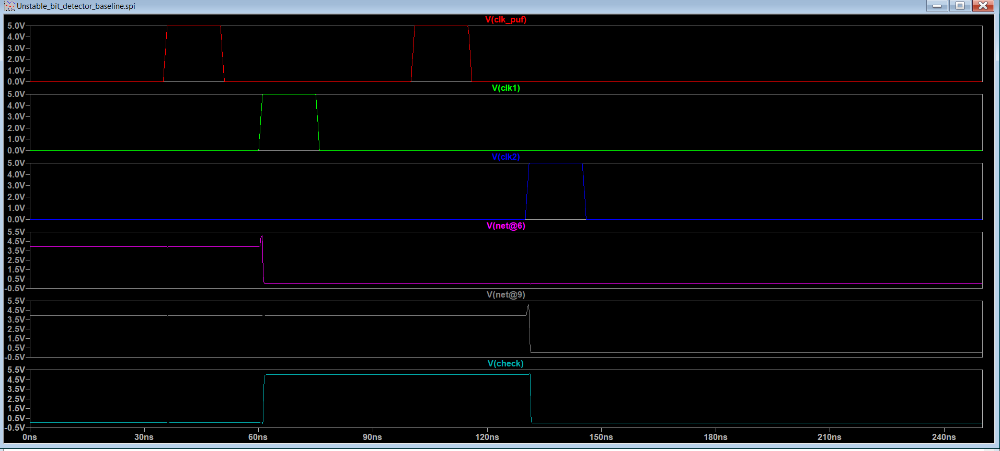 Unstable_bit_detector_baseline.spi
V(clk_puf)
5.0V
4.0V
3.0V
2.0V
1.0V
0.0V
V(clk1)
5.0V
4.0V
3.0V
2.0V
1.0V
0.0V
V(clk2)
5.0V
4.0V
3.0V
2.0V
1.0V
0.0V
V(net@6)
5.5V
4.5V
3.5V
2.5V
1.5V
0.5V
-0.5V
V(net@9)
5.5V
4.5V
3.5V
2.5V
1.5V
0.5V
-0.5V
V(check)
5.5V
4.5V
3.5V
2.5V
1.5V
0.5V
-0.5V
0ns 30ns 60ns 90ns 120ns 150ns 180ns 210ns 240ns